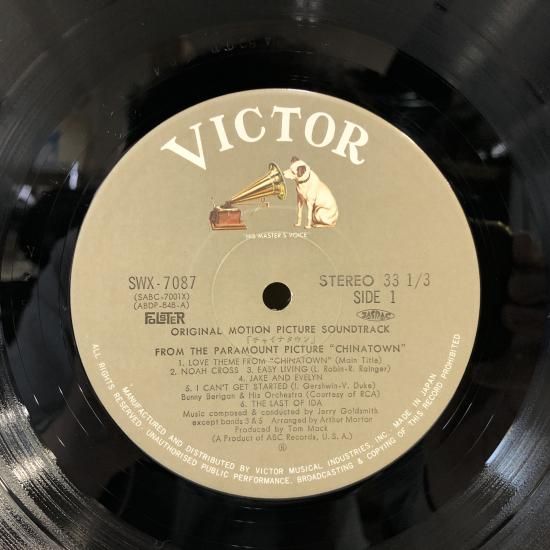 VICTOR
"HIS MASTER'S VOICE"
SWX-7087
(SABC-7001X)
(ABDP-848-A)
FOLSTER
STEREO 33 1/3
SIDE 1
JASRAC
ORIGINAL MOTION PICTURE SOUNDTRACK
「チャイナタウン」
FROM THE PARAMOUNT PICTURE "CHINATOWN"
1. LOVE THEME FROM "CHINATOWN" (Main Title)
2. NOAH CROSS 3. EASY LIVING (L. Robin-R. Rainger)
4. JAKE AND EVELYN
5. I CAN'T GET STARTED (I. Gershwin-V. Duke)
Bunny Berigan & His Orchestra (Courtesy of RCA)
6. THE LAST OF IDA
Music composed & conducted by Jerry Goldsmith
except bands 3 & 5 Arranged by Arthur Morton
Produced by Tom Mack
(A Product of ABC Records, U.S.A.)
Ⓡ
MANUFACTURED AND DISTRIBUTED BY VICTOR MUSICAL INDUSTRIES, INC. MADE IN JAPAN
ALL RIGHTS RESERVED. UNAUTHORISED PUBLIC PERFORMANCE, BROADCASTING & COPYING OF THIS RECORD PROHIBITED